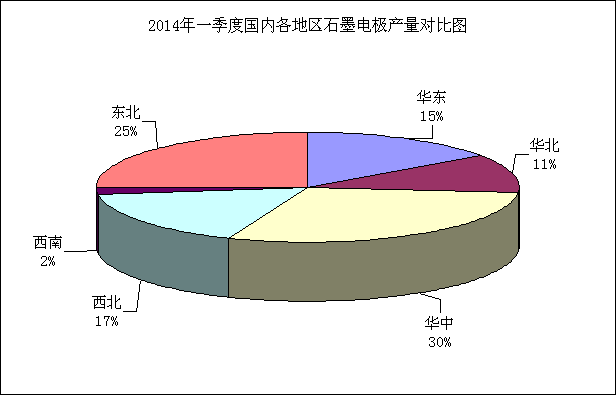 2014年一季度国内各地区石墨电极产量对比图
东北
25%
华东
15%
华北
11%
西南
2%
西北
17%
华中
30%